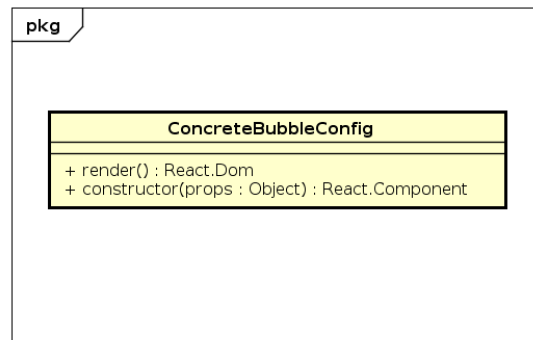 pkg
ConcreteBubbleConfig
+ render() : React.Dom
+ constructor(props : Object) : React.Component